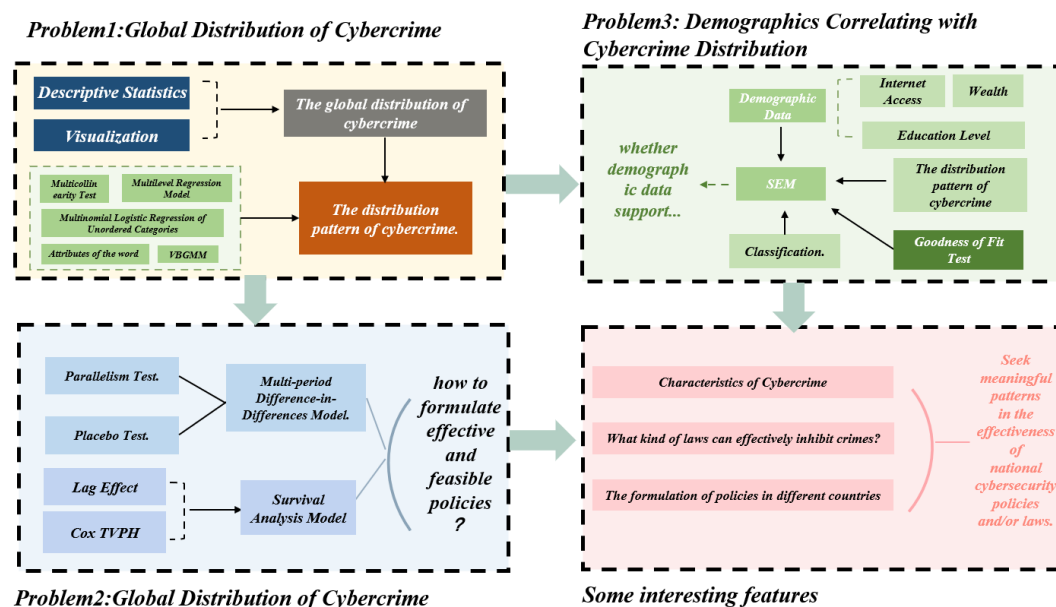 Problem1:Global Distribution of Cybercrime
Descriptive Statistics
Visualization
The global distribution of
cybercrime
Multicollin
earity Test
Multilevel Regression
Model
Multinomial Logistic Regression of
Unordered Categories
Attributes of the word
VBGMM
The distribution
pattern of cybercrime.
Problem3: Demographics Correlating with
Cybercrime Distribution
whether
demograph
ic data
support...
Demographic
Data
SEM
Classification.
Internet
Access
Wealth
Education Level
The distribution
pattern of
cybercrime
Goodness of Fit
Test
Parallelism Test.
Placebo Test.
Multi-period
Difference-in-
Differences Model.
Lag Effect
Cox TVPH
Survival
Analysis Model
how to
formulate
effective
and
feasible
policies
?
Problem2:Global Distribution of Cybercrime
Characteristics of Cybercrime
What kind of laws can effectively inhibit crimes?
The formulation of policies in different countries
Seek
meaningful
patterns
in the
effectiveness
of
national
cybersecurity
policies
and/or laws.
Some interesting features